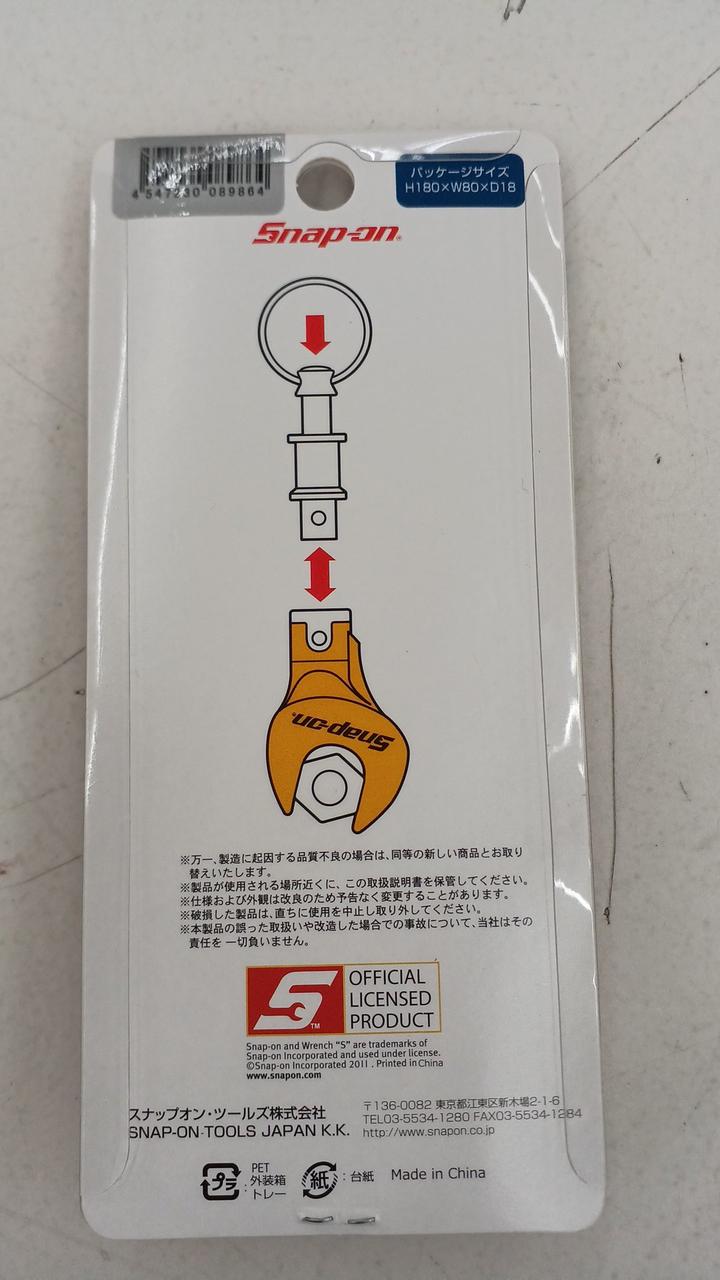 4 547230 089864
パッケージサイズ
H180×W80×D18
Snap-on®
Snap-on
※万一、製造に起因する品質不良の場合は、同等の新しい商品とお取り
替えいたします。
※製品が使用される場所近くに、この取扱説明書を保管してください。
※仕様および外観は改良のため予告なく変更することがあります。
※破損した製品は、直ちに使用を中止し取り外してください。
※本製品の誤った取扱いや改造した場合での事故について、当社はその
責任を一切負いません。
S™
OFFICIAL
LICENSED
PRODUCT
Snap-on and Wrench "S" are trademarks of
Snap-on Incorporated and used under license.
©Snap-on Incorporated 2011. Printed in China
www.snapon.com
スナップオン・ツールズ株式会社
SNAP-ON TOOLS JAPAN K.K.
〒136-0082 東京都江東区新木場2-1-6
TEL03-5534-1280 FAX03-5534-1284
http://www.snapon.co.jp
プラ : PET
外装箱
トレー
紙 : 台紙
Made in China